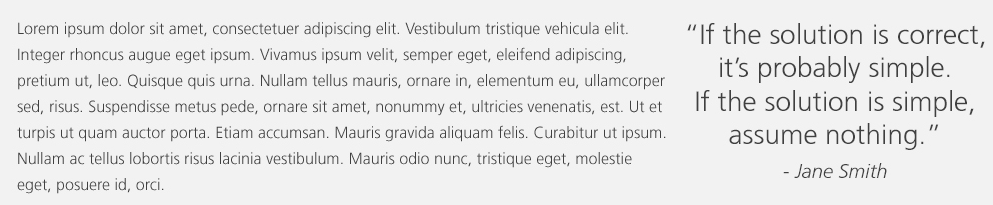 Lorem ipsum dolor sit amet, consectetuer adipiscing elit. Vestibulum tristique vehicula elit.
Integer rhoncus augue eget ipsum. Vivamus ipsum velit, semper eget, eleifend adipiscing,
pretium ut, leo. Quisque quis urna. Nullam tellus mauris, ornare in, elementum eu, ullamcorper
sed, risus. Suspendisse metus pede, ornare sit amet, nonummy et, ultricies venenatis, est. Ut et
turpis ut quam auctor porta. Etiam accumsan. Mauris gravida aliquam felis. Curabitur ut ipsum.
Nullam ac tellus lobortis risus lacinia vestibulum. Mauris odio nunc, tristique eget, molestie
eget, posuere id, orci.
“If the solution is correct,
it’s probably simple.
If the solution is simple,
assume nothing.”
- Jane Smith